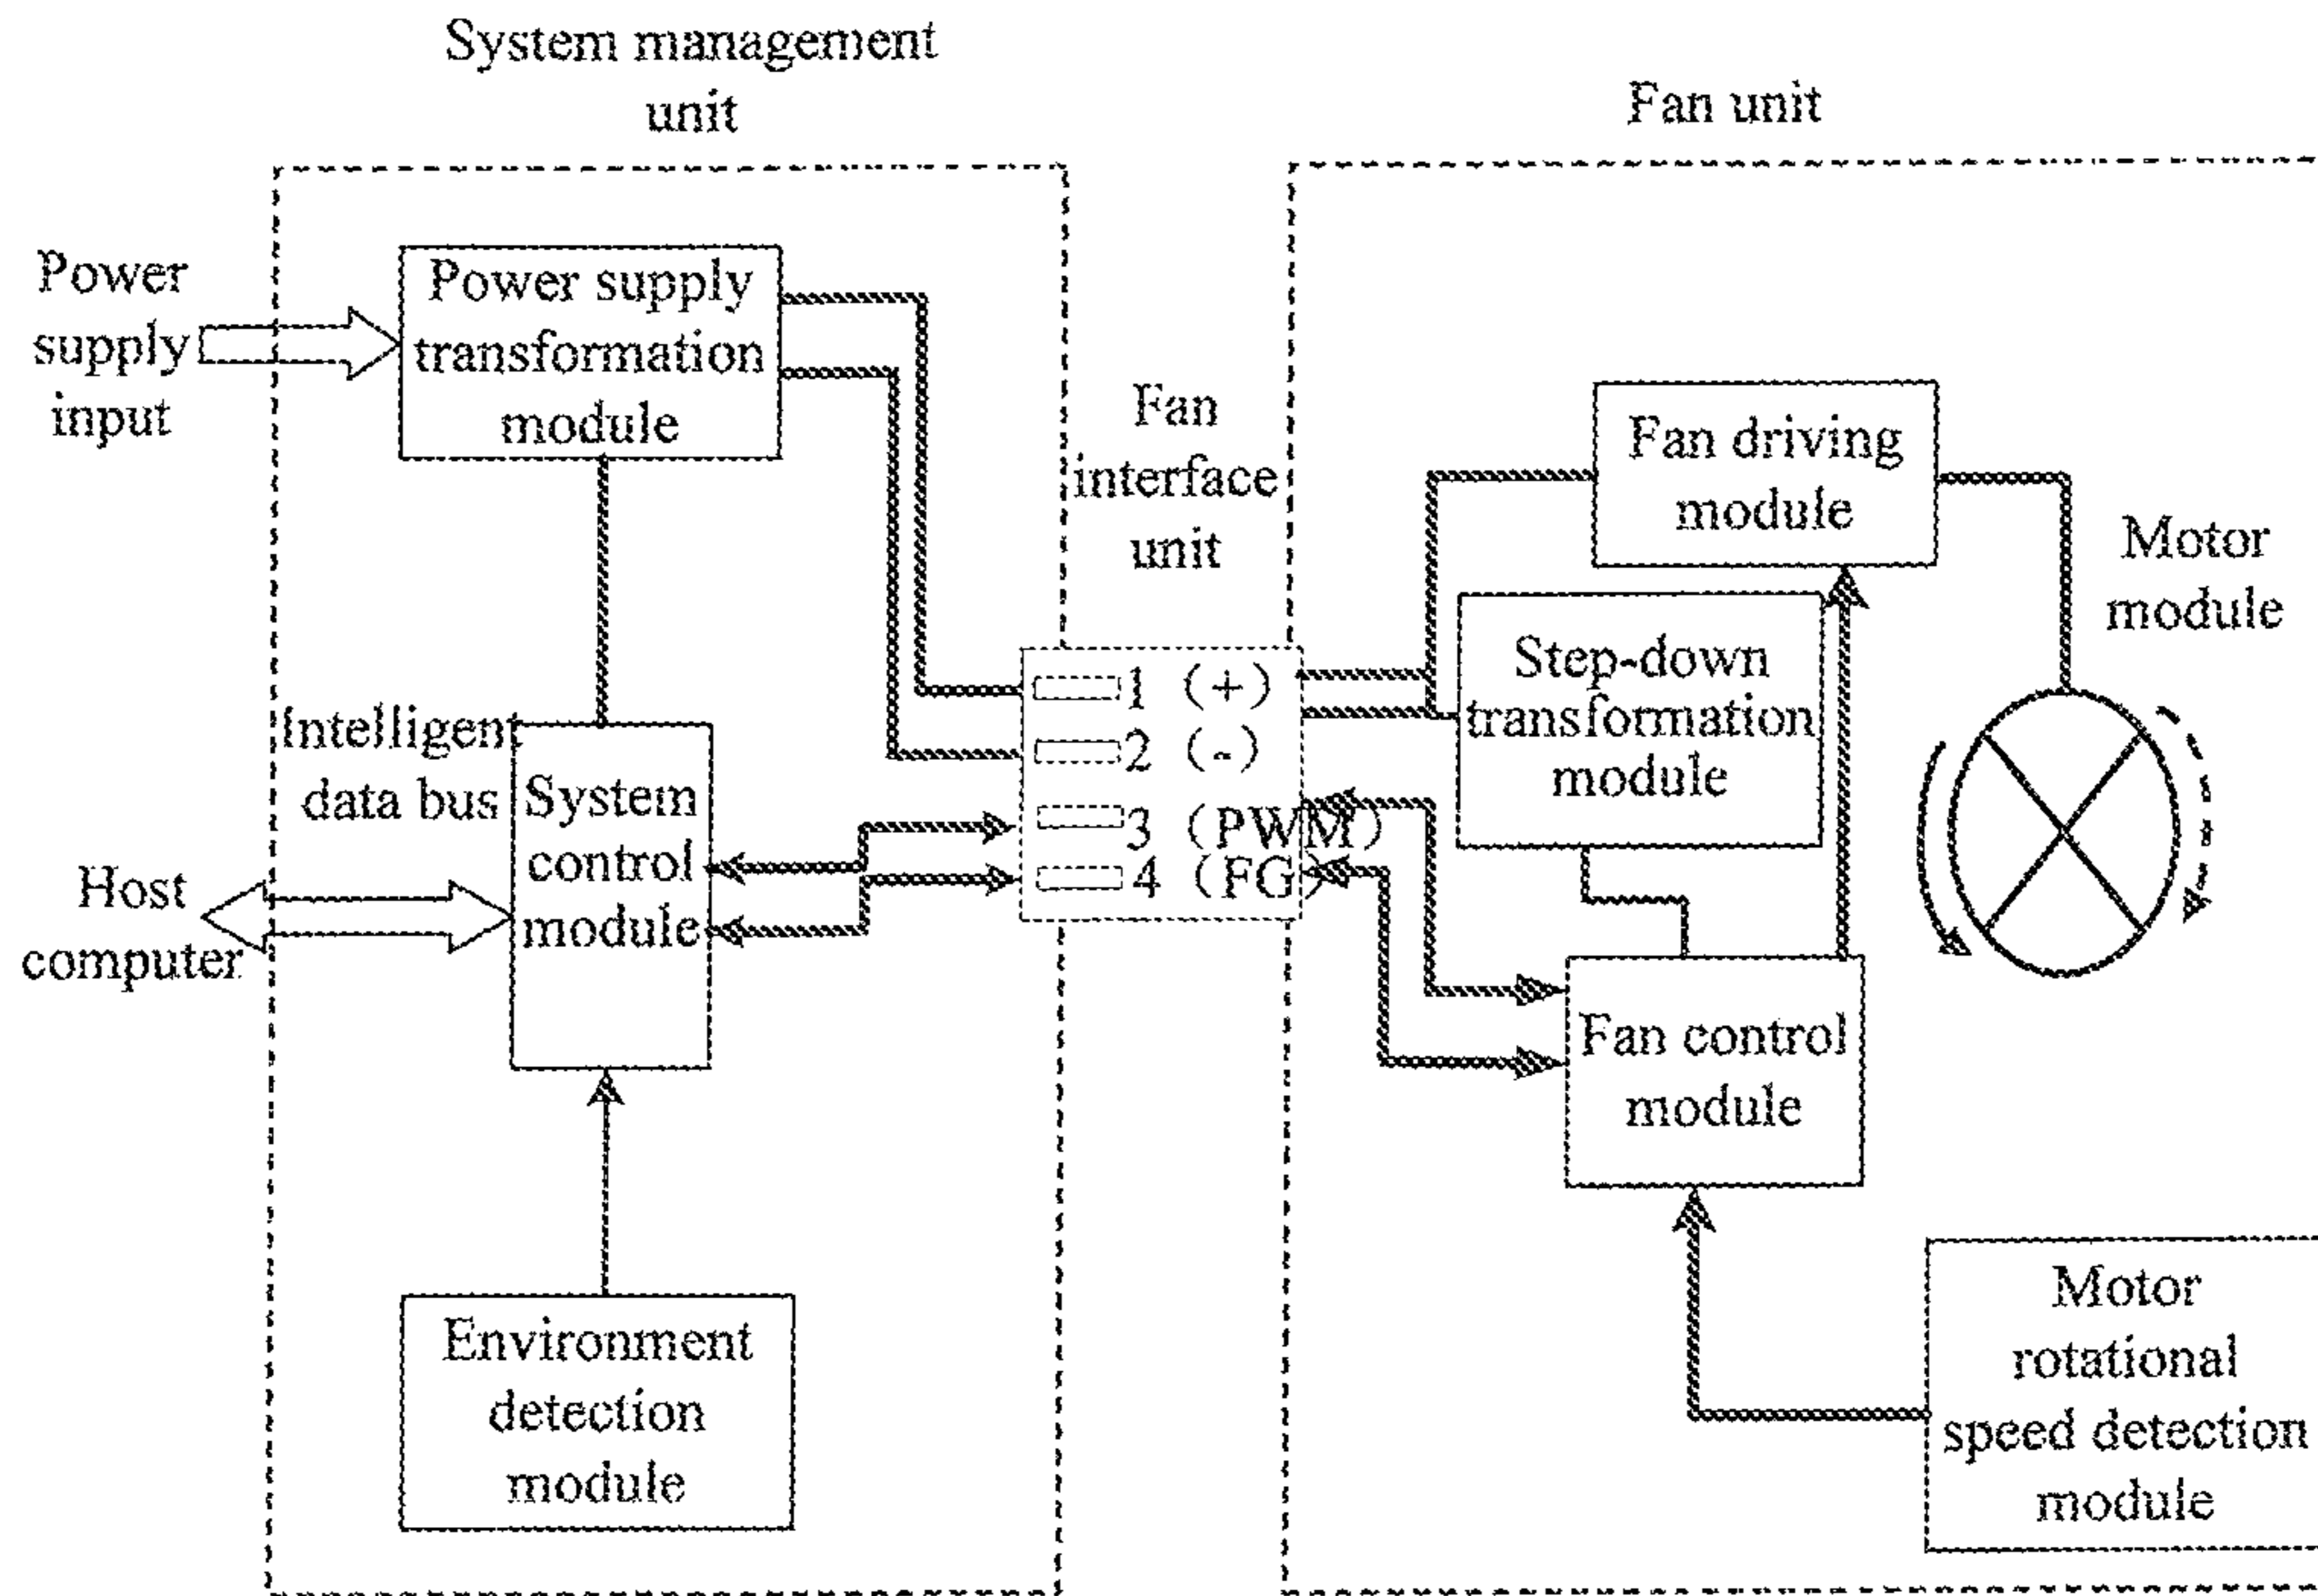 System management
unit
Fan unit
Power
supply
input
Power supply
transformation
module
Fan
interface
unit
Fan driving
module
Motor
module
Step-down
transformation
module
1 (+)
2 (-)
3 (PWM)
4 (FG)
Intelligent
data bus
System
control
module
Host
computer
Fan control
module
Environment
detection
module
Motor
rotational
speed detection
module